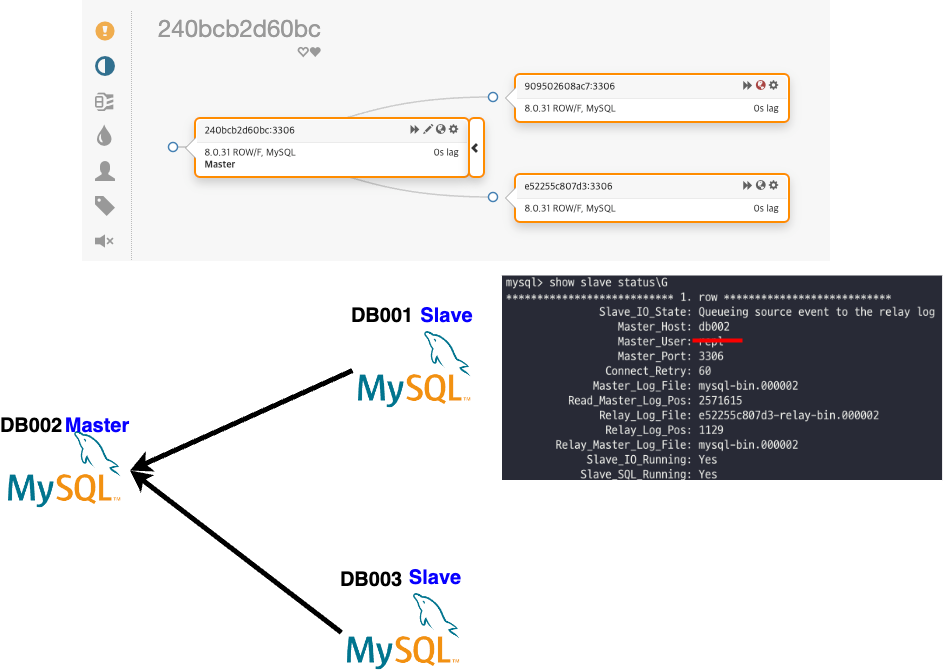 240bcb2d60bc
909502608ac7:3306
8.0.31 ROW/F, MySQL 0s lag
240bcb2d60bc:3306
8.0.31 ROW/F, MySQL 0s lag
Master
e52255c807d3:3306
8.0.31 ROW/F, MySQL 0s lag
mysql> show slave status\G
*************************** 1. row ***************************
Slave_IO_State: Queueing source event to the relay log
Master_Host: db002
Master_User: repl
Master_Port: 3306
Connect_Retry: 60
Master_Log_File: mysql-bin.000002
Read_Master_Log_Pos: 2571615
Relay_Log_File: e52255c807d3-relay-bin.000002
Relay_Log_Pos: 1129
Relay_Master_Log_File: mysql-bin.000002
Slave_IO_Running: Yes
Slave_SQL_Running: Yes
DB001 Slave
MySQL™
DB002 Master
MySQL™
DB003 Slave
MySQL™